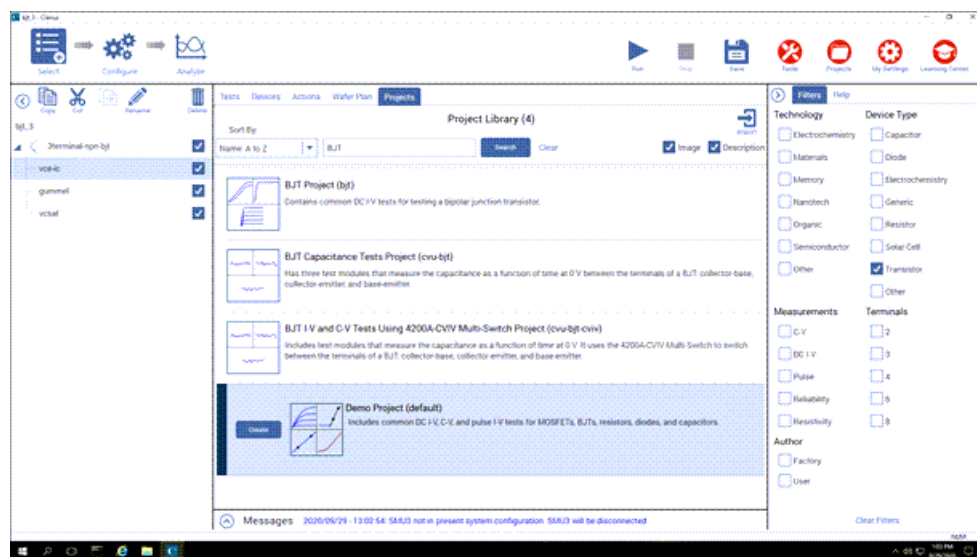 bjt_3 - Clarius
Select
Configure
Analyze
Run
Stop
Save
Tools
Projects
My Settings
Learning Center
Copy
Cut
Rename
Delete
bjt_3
3terminal-npn-bjt
vce-ic
gummel
vcsat
Tests Devices Actions Wafer Plan Projects
Project Library (4)
Import
Sort By:
Name: A to Z
BJT
Search
Clear
Image
Description
BJT Project (bjt)
Contains common DC I-V tests for testing a bipolar junction transistor.
BJT Capacitance Tests Project (cvu-bjt)
Has three test modules that measure the capacitance as a function of time at 0 V between the terminals of a BJT: collector-base,
collector-emitter, and base-emitter.
BJT I-V and C-V Tests Using 4200A-CVIV Multi-Switch Project (cvu-bjt-cviv)
Includes test modules that measure the capacitance as a function of time at 0 V. It uses the 4200A-CVIV Multi-Switch to switch
between the terminals of a BJT: collector-base, collector-emitter, and base-emitter.
Create
Demo Project (default)
Includes common DC I-V, C-V, and pulse I-V tests for MOSFETs, BJTs, resistors, diodes, and capacitors.
Messages 2020/09/29 - 13:02:54: SMU3 not in present system configuration. SMU3 will be disconnected
Filters Help
Technology
Electrochemistry
Materials
Memory
Nanotech
Organic
Semiconductor
Other
Device Type
Capacitor
Diode
Electrochemistry
Generic
Resistor
Solar Cell
Transistor
Other
Measurements
C-V
DC I-V
Pulse
Reliability
Resistivity
Terminals
2
3
4
6
8
Author
Factory
User
Clear Filters
NUM
1:02 PM